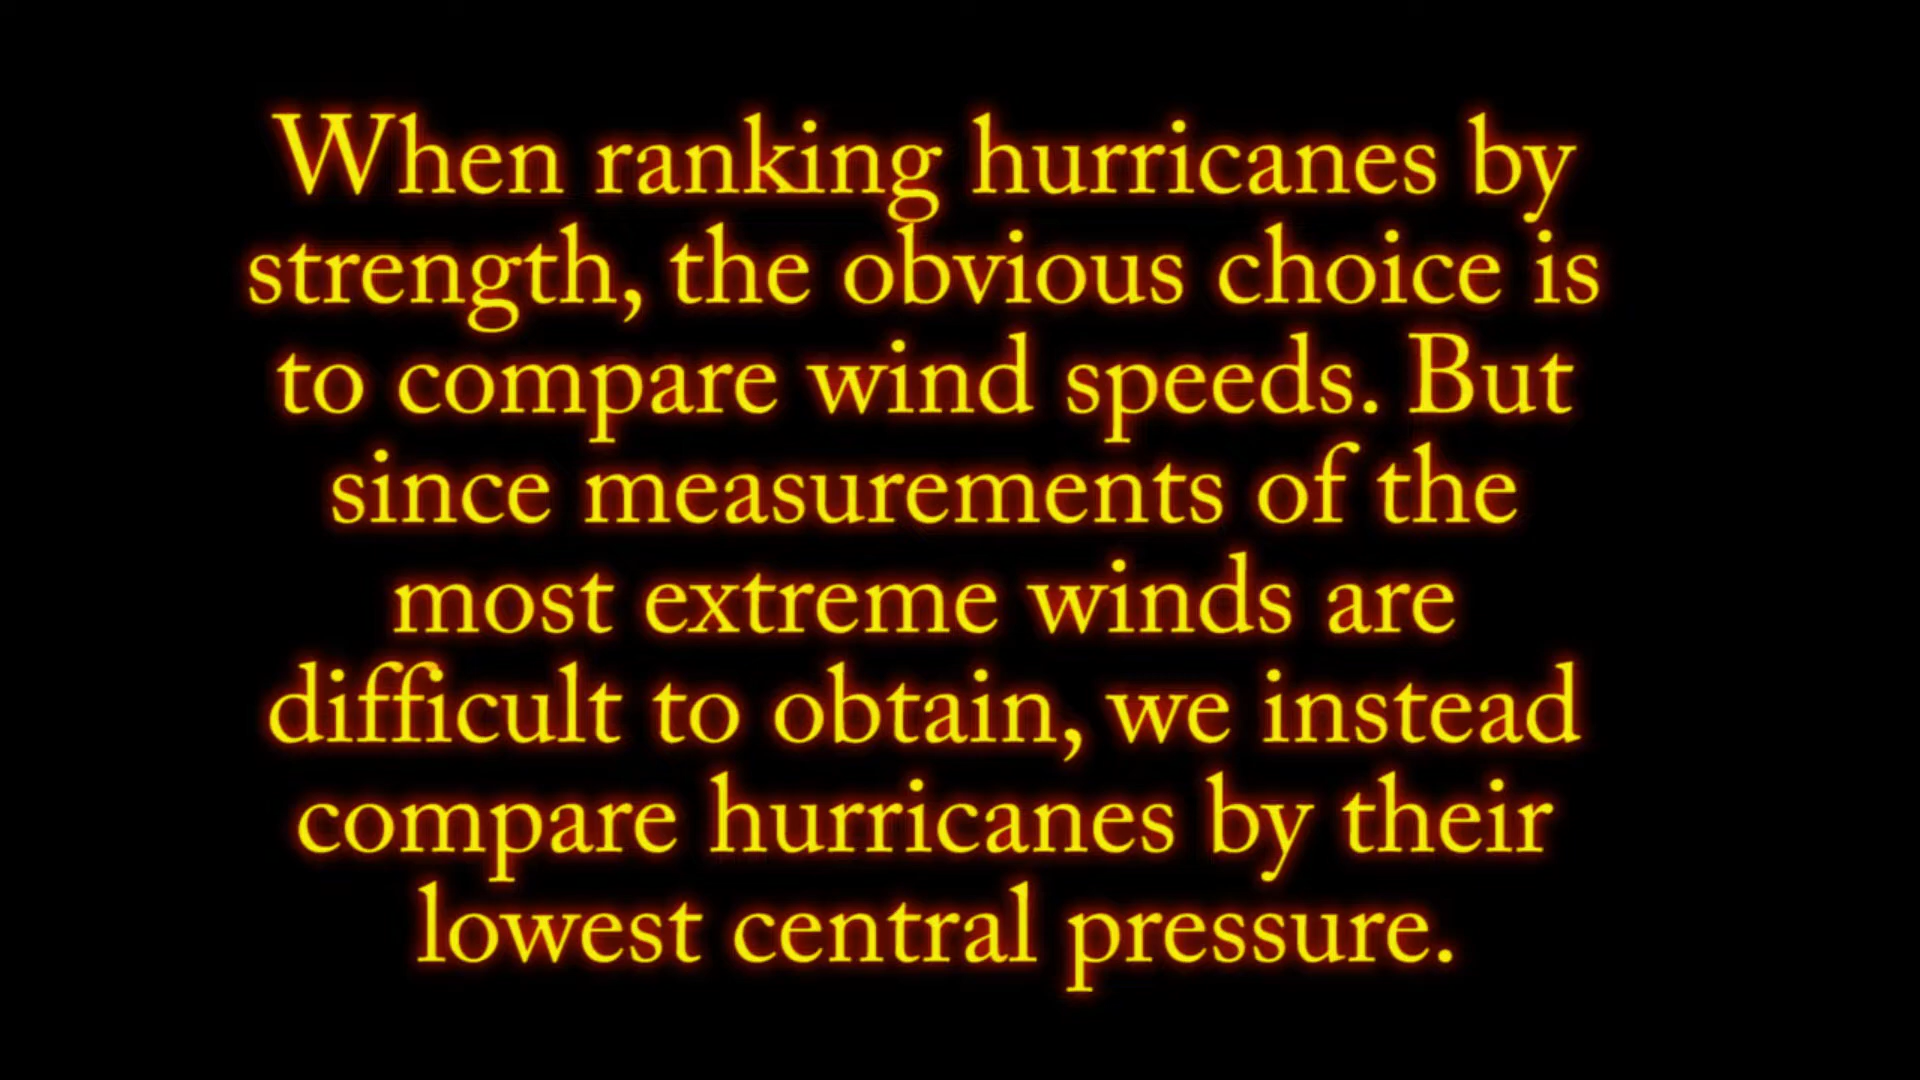 When ranking hurricanes by
strength, the obvious choice is
to compare wind speeds. But
since measurements of the
most extreme winds are
difficult to obtain, we instead
compare hurricanes by their
lowest central pressure.